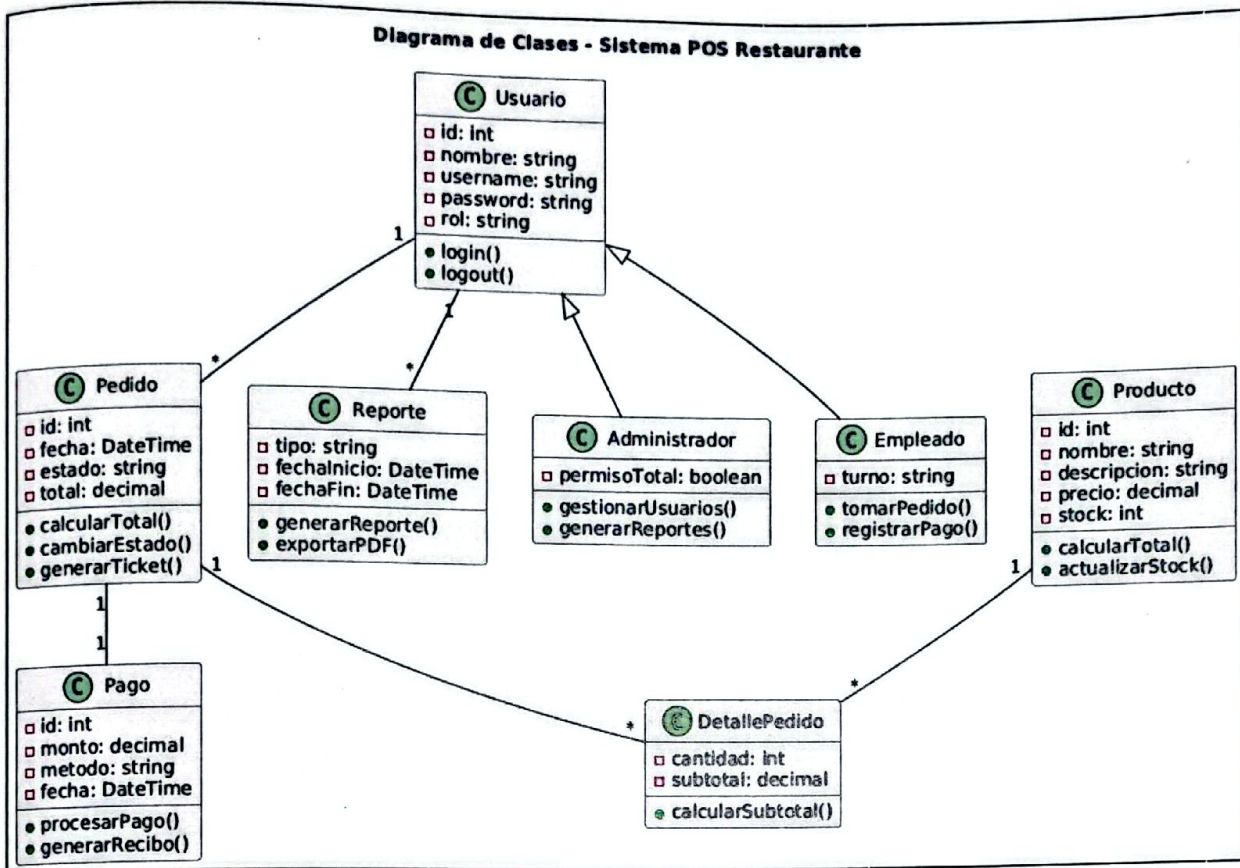 Diagrama de Clases - Sistema POS Restaurante
C Usuario
id: int
nombre: string
username: string
password: string
rol: string
login()
logout()
1
1
*
*
C Pedido
id: int
fecha: DateTime
estado: string
total: decimal
calcularTotal()
cambiarEstado()
generarTicket()
C Reporte
tipo: string
fechaInicio: DateTime
fechaFin: DateTime
generarReporte()
exportarPDF()
C Administrador
permisoTotal: boolean
gestionarUsuarios()
generarReportes()
C Empleado
turno: string
tomarPedido()
registrarPago()
C Producto
id: int
nombre: string
descripcion: string
precio: decimal
stock: int
calcularTotal()
actualizarStock()
1
1
1
1
*
*
C Pago
id: int
monto: decimal
metodo: string
fecha: DateTime
procesarPago()
generarRecibo()
C DetallePedido
cantidad: int
subtotal: decimal
calcularSubtotal()